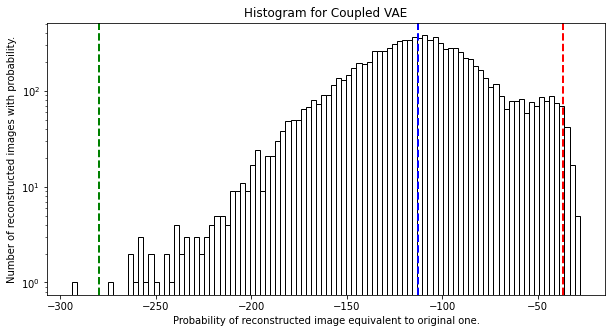 Histogram for Coupled VAE
Number of reconstructed images with probability.
10²
10¹
10⁰
−300 −250 −200 −150 −100 −50
Probability of reconstructed image equivalent to original one.